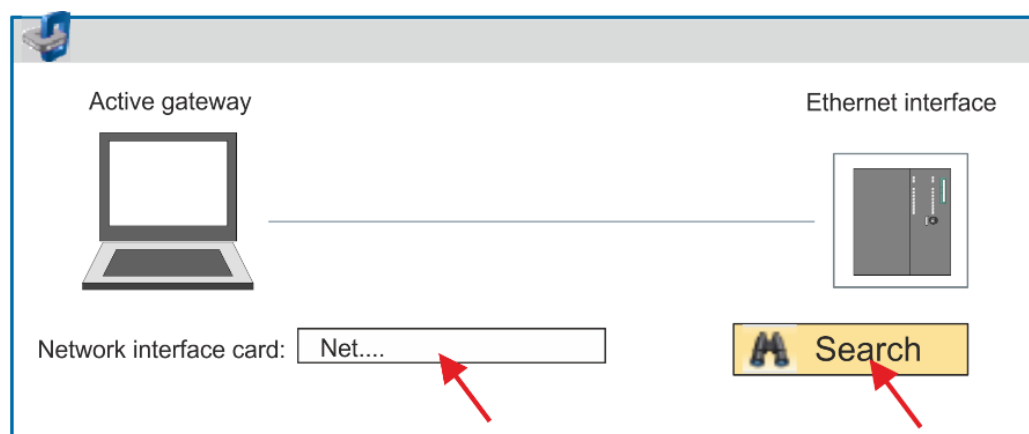 Active gateway
Ethernet interface
Network interface card:
Net....
Search